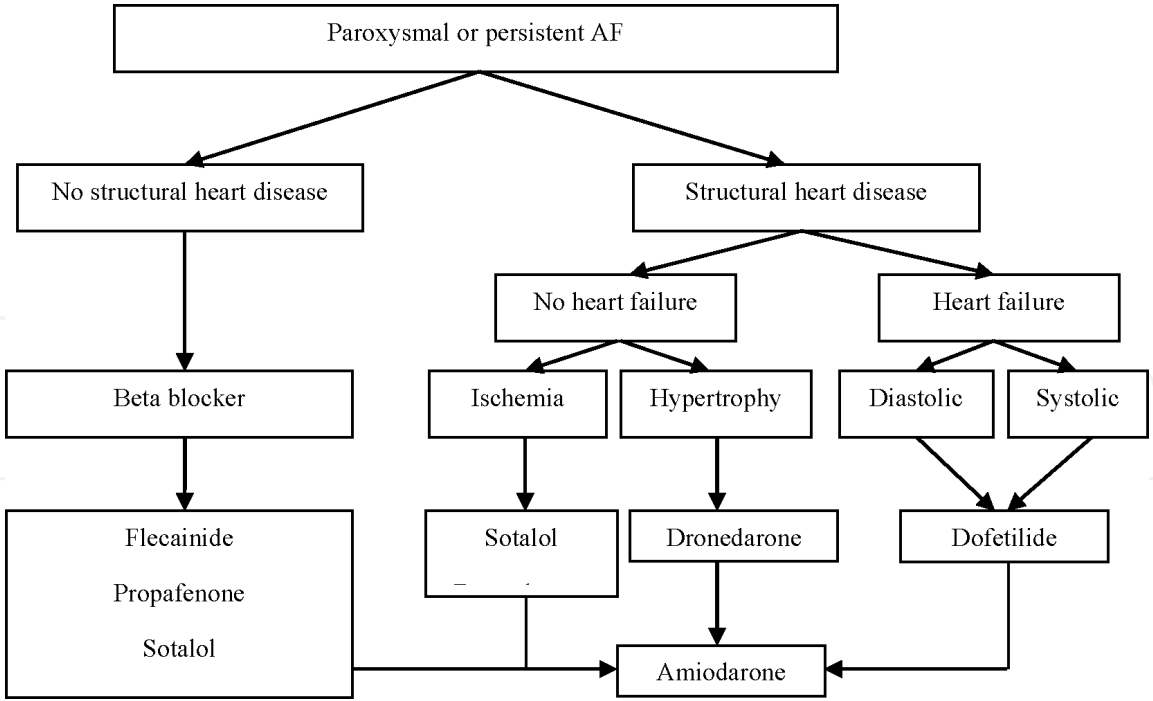 Paroxysmal or persistent AF
No structural heart disease
Structural heart disease
No heart failure
Heart failure
Beta blocker
Ischemia
Hypertrophy
Diastolic
Systolic
Flecainide
Propafenone
Sotalol
Sotalol
Dronedarone
Dofetilide
Amiodarone